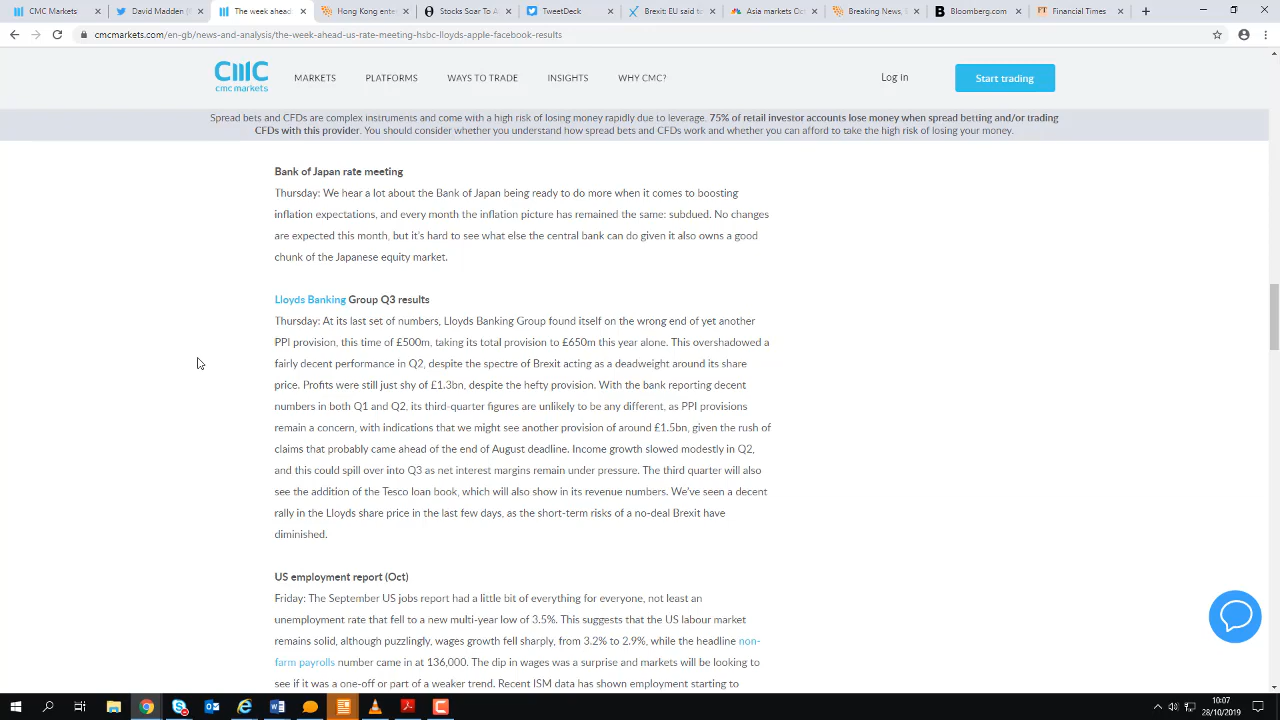 CMC Markets
David Madden (
The week ahead
Hong Kong ente
Stocks Soar To A
TweetDeck
Brexit: EU said to
Asia markets Oc
Breaking News,
Bloomberg.com
Financial Times
cmcmarkets.com/en-gb/news-and-analysis/the-week-ahead-us-rate-meeting-hsbc-lloyds-apple-facebook-results
cmc markets
MARKETS
PLATFORMS
WAYS TO TRADE
INSIGHTS
WHY CMC?
Log in
Start trading
Spread bets and CFDs are complex instruments and come with a high risk of losing money rapidly due to leverage. 75% of retail investor accounts lose money when spread betting and/or trading
CFDs with this provider. You should consider whether you understand how spread bets and CFDs work and whether you can afford to take the high risk of losing your money.
Bank of Japan rate meeting
Thursday: We hear a lot about the Bank of Japan being ready to do more when it comes to boosting
inflation expectations, and every month the inflation picture has remained the same: subdued. No changes
are expected this month, but it's hard to see what else the central bank can do given it also owns a good
chunk of the Japanese equity market.
Lloyds Banking Group Q3 results
Thursday: At its last set of numbers, Lloyds Banking Group found itself on the wrong end of yet another
PPI provision, this time of £500m, taking its total provision to £650m this year alone. This overshadowed a
fairly decent performance in Q2, despite the spectre of Brexit acting as a deadweight around its share
price. Profits were still just shy of £1.3bn, despite the hefty provision. With the bank reporting decent
numbers in both Q1 and Q2, its third-quarter figures are unlikely to be any different, as PPI provisions
remain a concern, with indications that we might see another provision of around £1.5bn, given the rush of
claims that probably came ahead of the end of August deadline. Income growth slowed modestly in Q2,
and this could spill over into Q3 as net interest margins remain under pressure. The third quarter will also
see the addition of the Tesco loan book, which will also show in its revenue numbers. We've seen a decent
rally in the Lloyds share price in the last few days, as the short-term risks of a no-deal Brexit have
diminished.
US employment report (Oct)
Friday: The September US jobs report had a little bit of everything for everyone, not least an
unemployment rate that fell to a new multi-year low of 3.5%. This suggests that the US labour market
remains solid, although puzzlingly, wages growth fell sharply, from 3.2% to 2.9%, while the headline non-
farm payrolls number came in at 136,000. The dip in wages was a surprise and markets will be looking to
see if it was a one-off or part of a weaker trend. Recent ISM data has shown employment starting to
10:07
28/10/2019